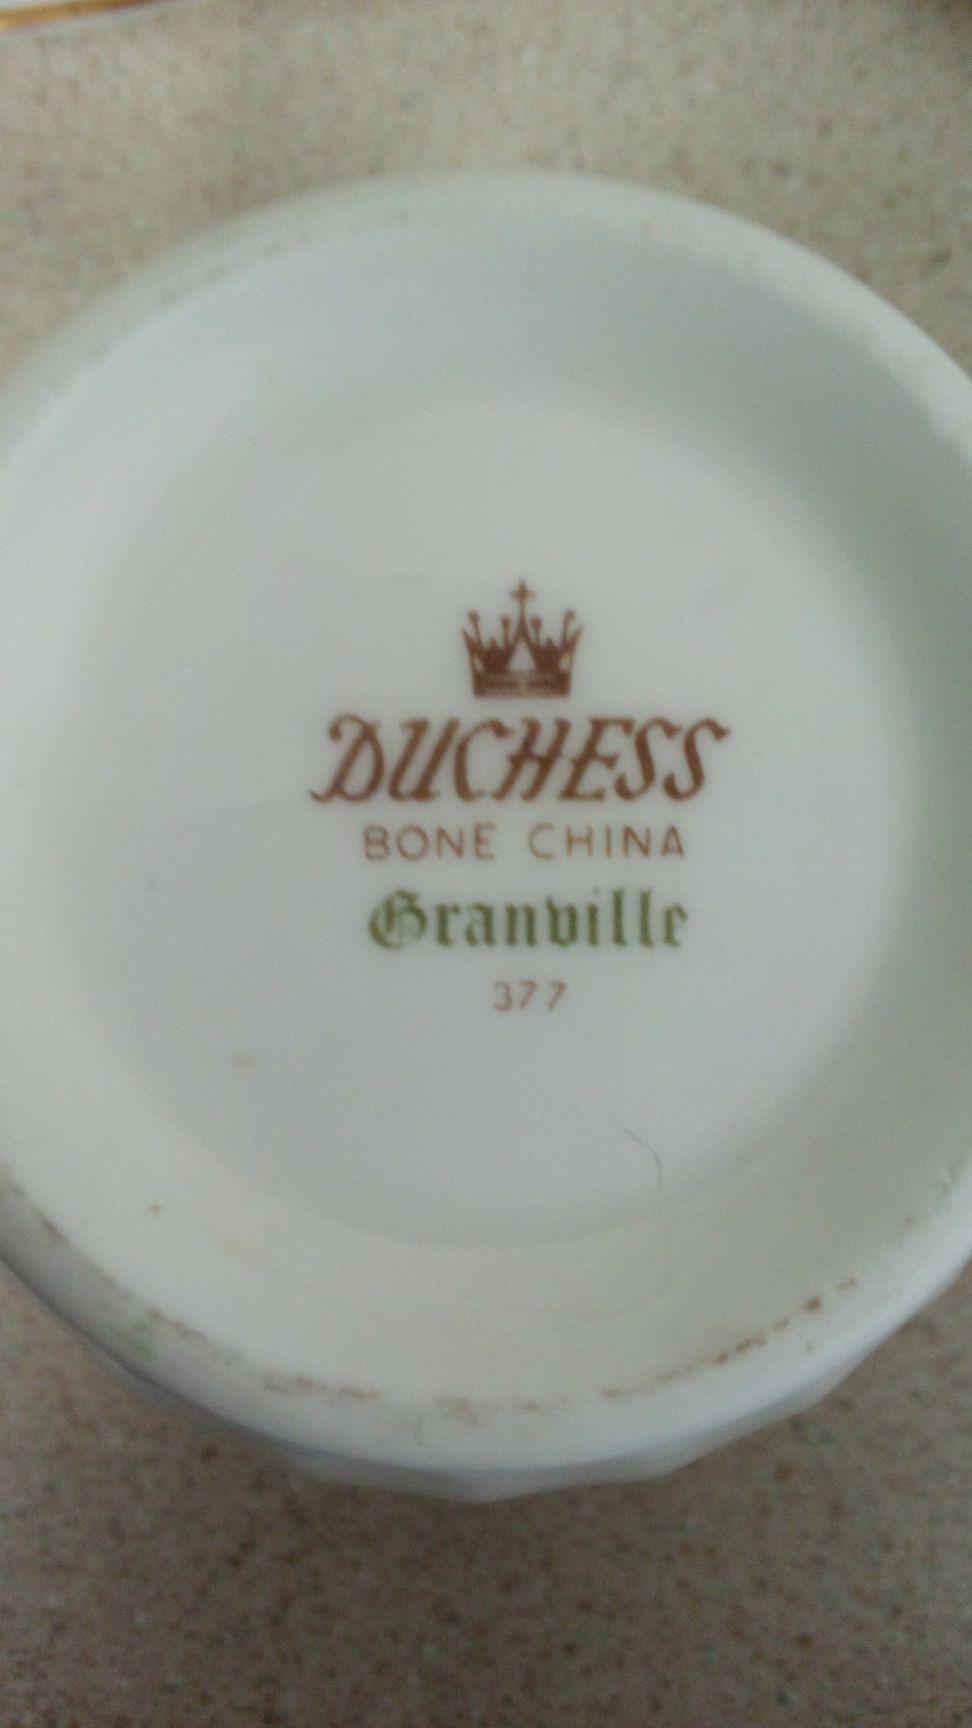 DUCHESS
BONE CHINA
Granville
377